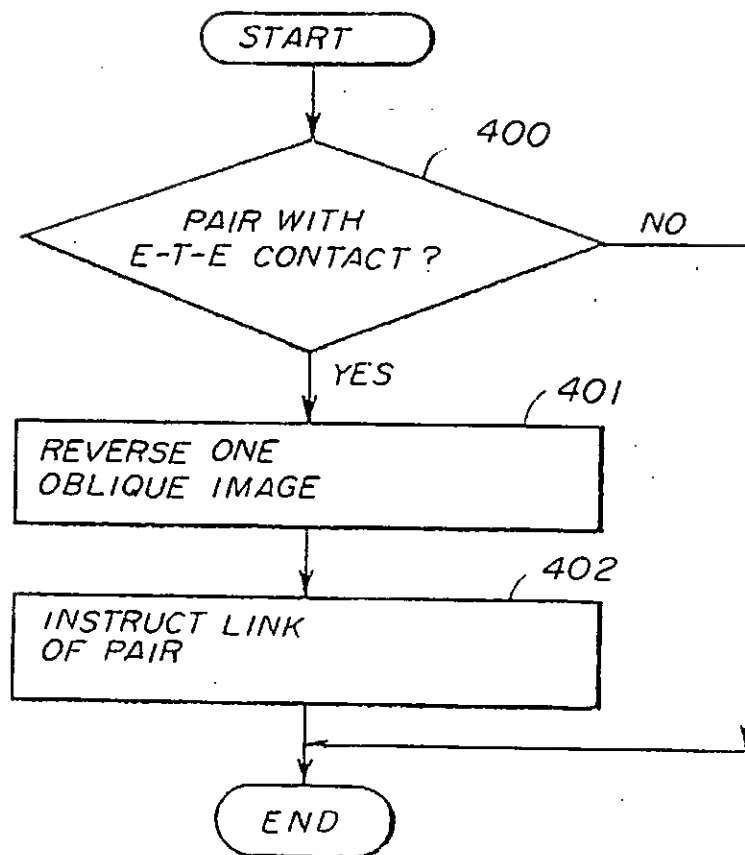 START
400
PAIR WITH
E-T-E CONTACT?
NO
YES
401
REVERSE ONE
OBLIQUE IMAGE
402
INSTRUCT LINK
OF PAIR
END